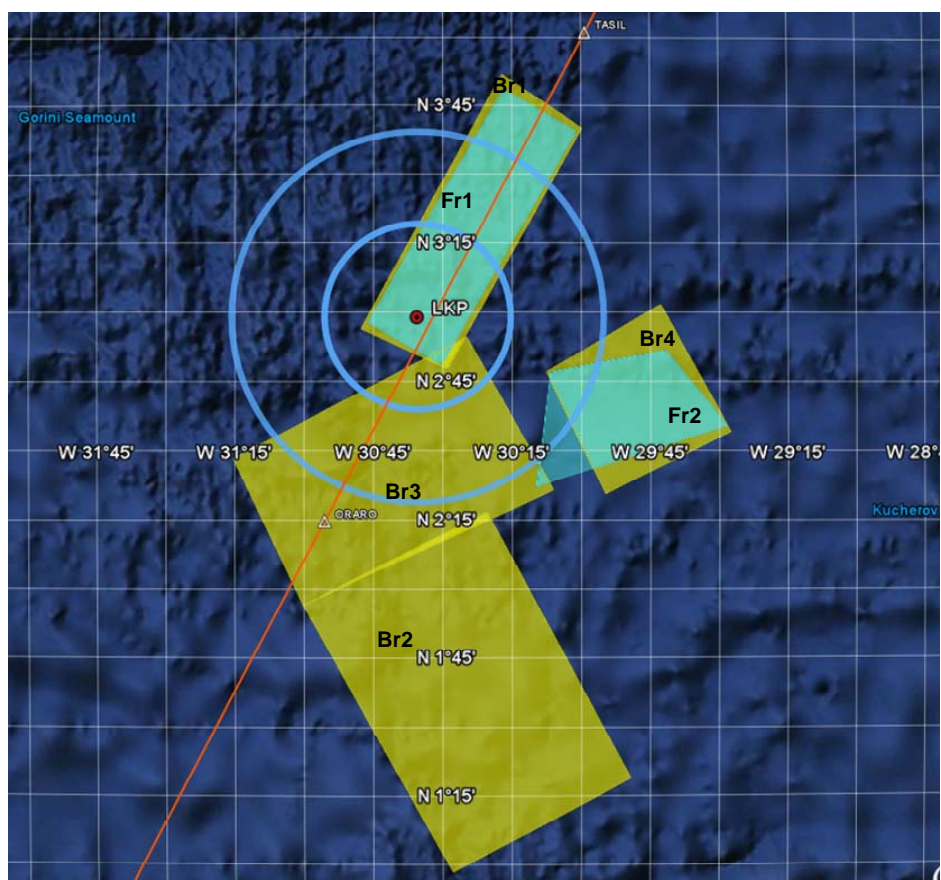 TASIL
Br1
N 3°45'
Gorini Seamount
Fr1
N 3°15'
LKP
Br4
N 2°45'
Fr2
W 31°45'
W 31°15'
W 30°45'
W 30°15'
W 29°45'
W 29°15'
Br3
ORARO
N 2°15'
Kucherov
Br2
N 1°45'
N 1°15'